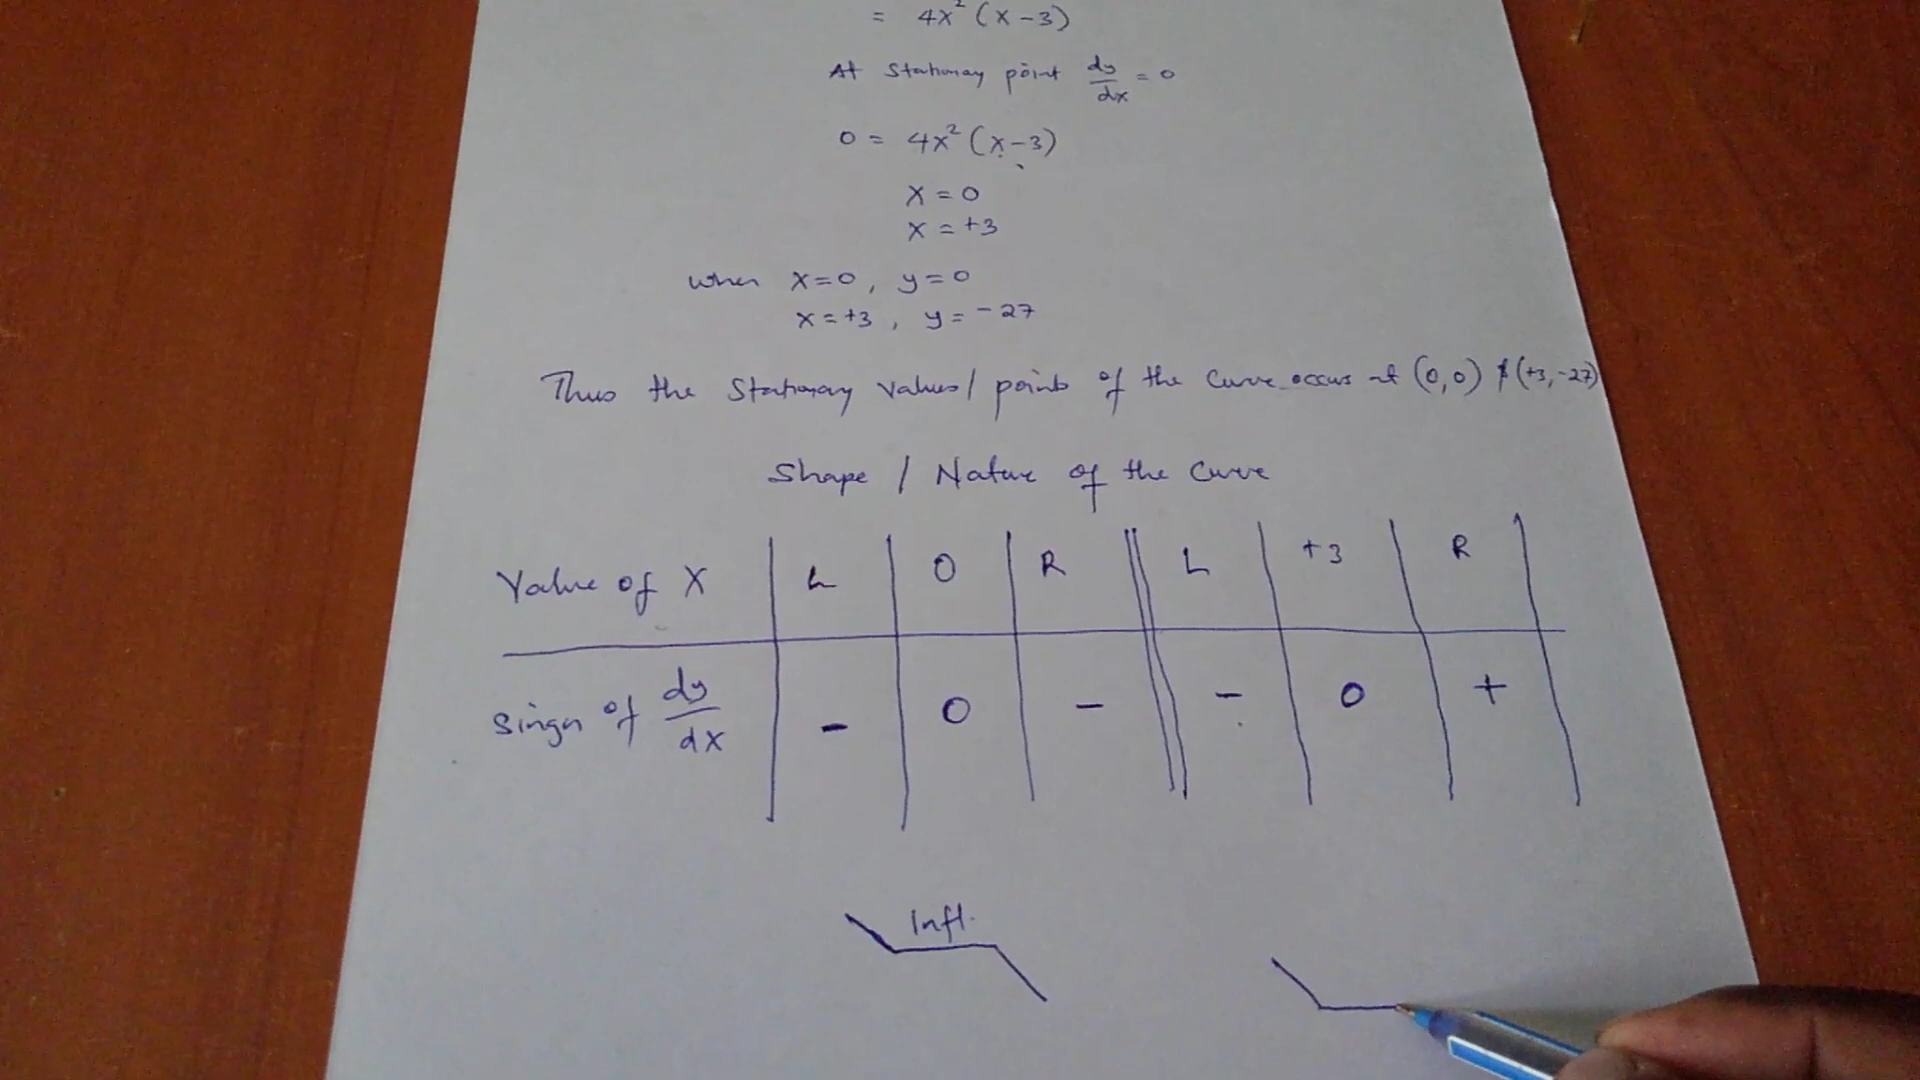 = 4x² (x-3)
At Stationary point dy/dx = 0
0 = 4x² (x-3)
x = 0
x = +3
when x=0, y=0
x=+3, y=-27
Thus the Stationary values/ points of the Curve occurs at (0,0) & (+3,-27)
Shape / Nature of the Curve
Value of X L 0 R L +3 R
Singn of dy/dx - 0 - - 0 +
Infl.